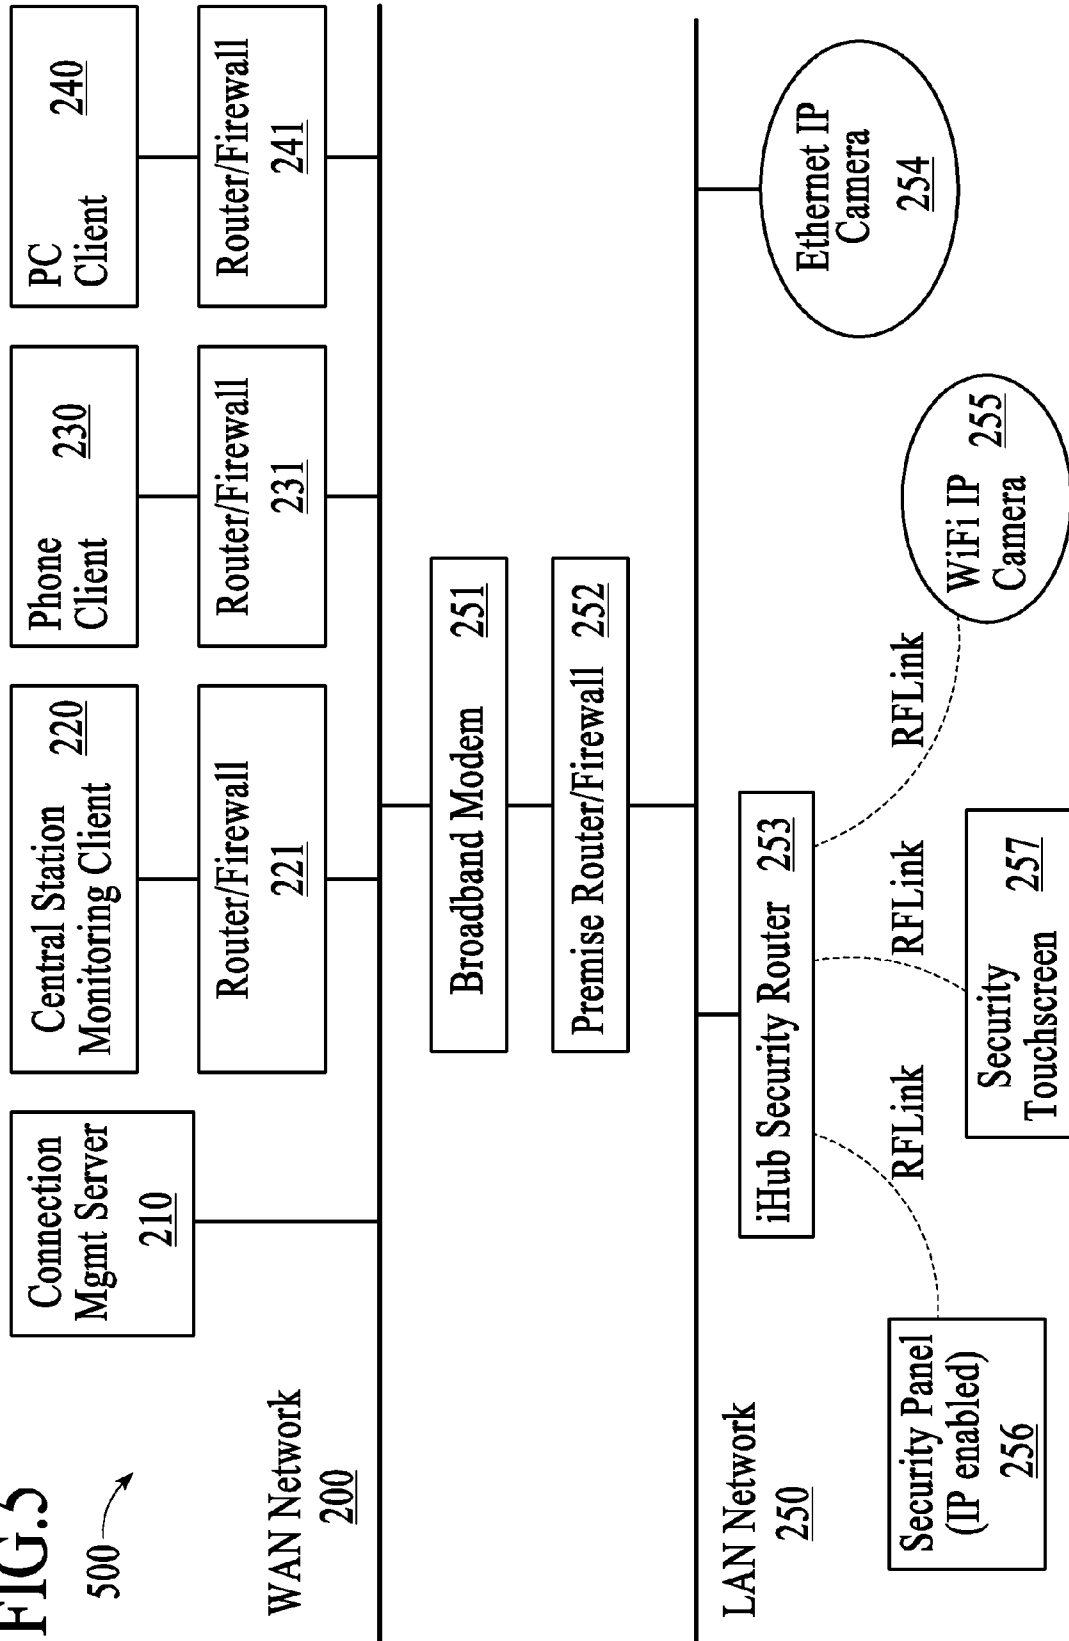 FIG.5
500
Connection
Mgmt Server
210
Central Station
Monitoring Client
220
Phone
Client
230
PC
Client
240
Router/Firewall
221
Router/Firewall
231
Router/Firewall
241
WAN Network
200
Broadband Modem 251
Premise Router/Firewall 252
LAN Network
250
iHub Security Router 253
Ethernet IP
Camera
254
RFLink
RFLink
RFLink
Security Panel
(IP enabled)
256
Security
Touchscreen
257
WiFi IP
Camera
255